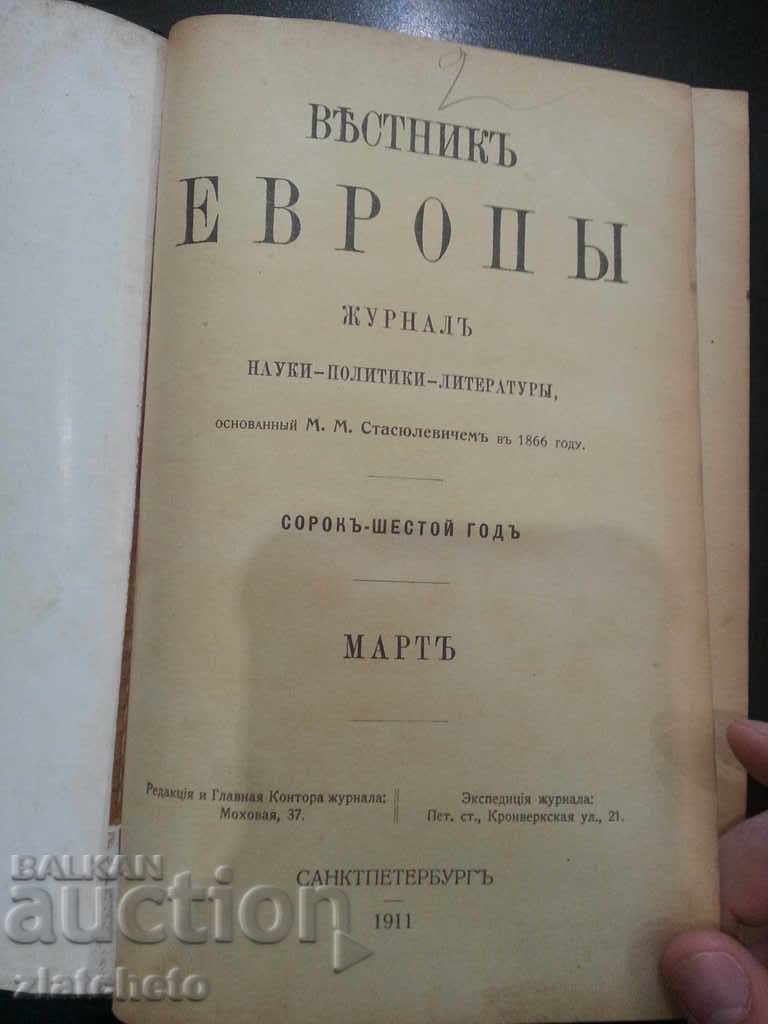 2
ВѢСТНИКЪ
ЕВРОПЫ
ЖУРНАЛЪ
НАУКИ–ПОЛИТИКИ–ЛИТЕРАТУРЫ,
основанный М. М. Стасюлевичемъ въ 1866 году.
СОРОКЪ-ШЕСТОЙ ГОДЪ
МАРТЪ
Редакція и Главная Контора журнала:
Моховая, 37.
Экспедиція журнала:
Пет. ст., Кронверкская ул., 21.
САНКТПЕТЕРБУРГЪ
1911
BALKAN
auction
zlatcheto